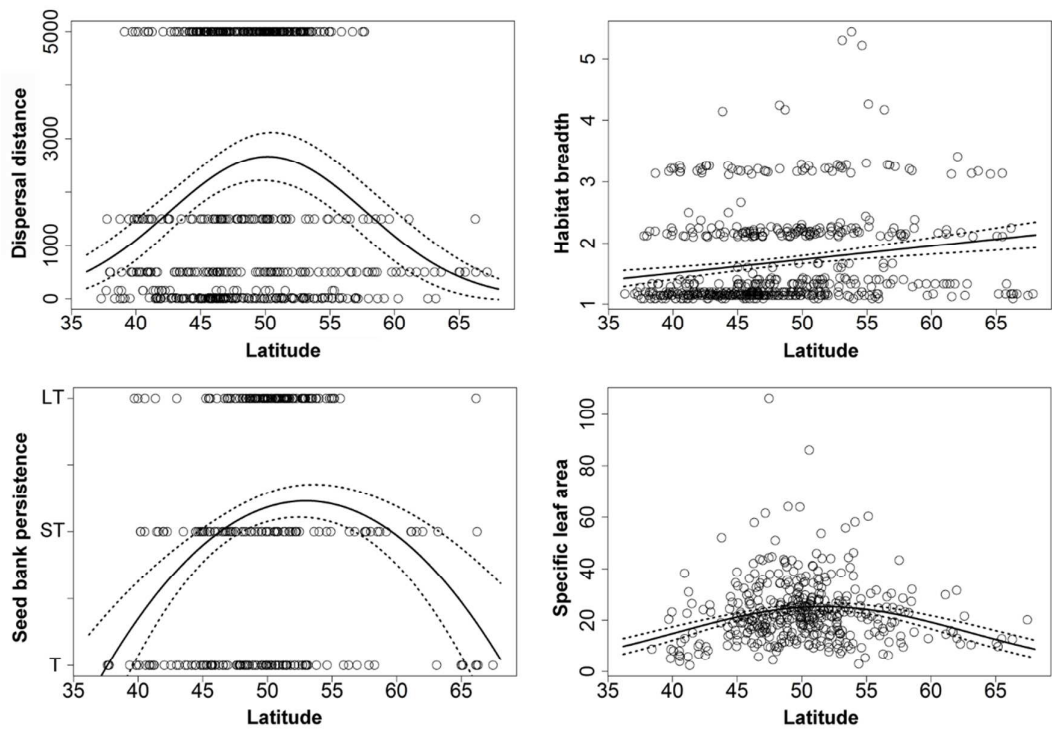 Dispersal distance
5000
3000
1000
0
35 40 45 50 55 60 65
Latitude
Habitat breadth
5
4
3
2
1
35 40 45 50 55 60 65
Latitude
Seed bank persistence
LT
ST
T
35 40 45 50 55 60 65
Latitude
Specific leaf area
100
80
60
40
20
0
35 40 45 50 55 60 65
Latitude